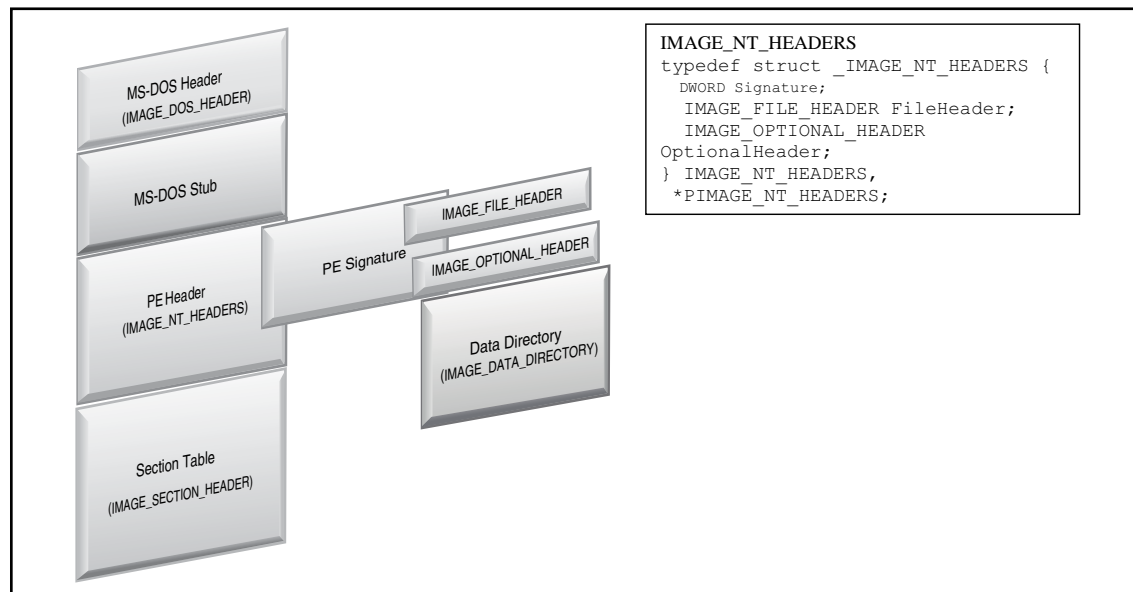 MS-DOS Header
(IMAGE_DOS_HEADER)
MS-DOS Stub
PE Header
(IMAGE_NT_HEADERS)
Section Table
(IMAGE_SECTION_HEADER)
PE Signature
IMAGE_FILE_HEADER
IMAGE_OPTIONAL_HEADER
Data Directory
(IMAGE_DATA_DIRECTORY)
IMAGE_NT_HEADERS
typedef struct _IMAGE_NT_HEADERS {
DWORD Signature;
IMAGE_FILE_HEADER FileHeader;
IMAGE_OPTIONAL_HEADER
OptionalHeader;
} IMAGE_NT_HEADERS,
*PIMAGE_NT_HEADERS;